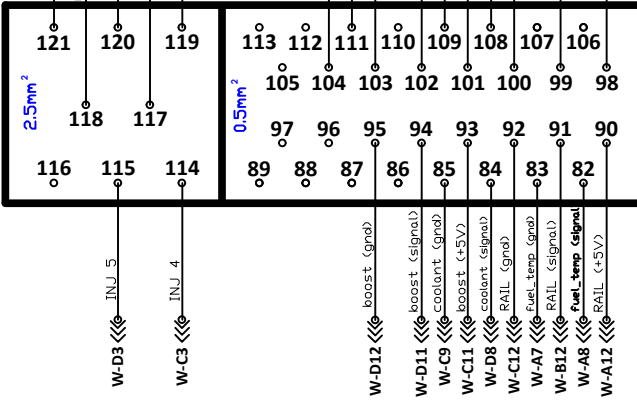 121 120 119
113 112 111 110 109 108 107 106
105 104 103 102 101 100 99 98
2.5mm²
0.5mm²
118 117
97 96 95 94 93 92 91 90
116 115 114
89 88 87 86 85 84 83 82
INJ 5
INJ 4
boost (gnd)
boost (signal)
coolant (gnd)
boost (+5V)
coolant (signal)
RAIL (gnd)
fuel_temp (gnd)
RAIL (signal)
fuel_temp (signal
RAIL (+5V)
W-D3
W-C3
W-D12
W-D11
W-C9
W-C11
W-D8
W-C12
W-A7
W-B12
W-A8
W-A12